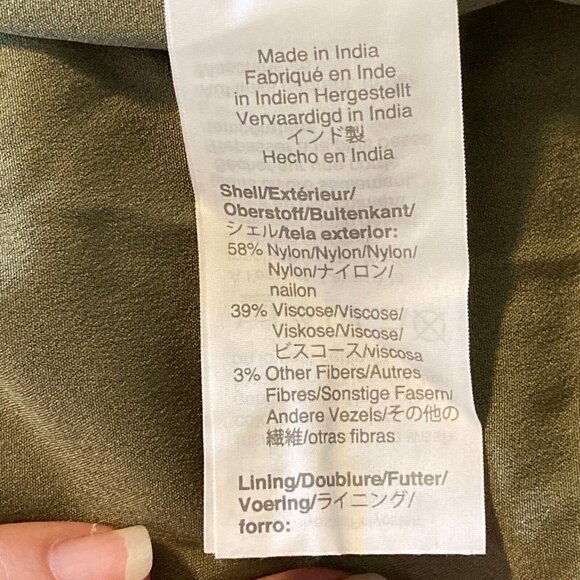 Made in India
Fabriqué en Inde
in Indien Hergestellt
Vervaardigd in India
インド製
Hecho en India
Shell/Extérieur/
Oberstoff/Buitenkant/
シェル/tela exterior:
58% Nylon/Nylon/Nylon/
Nylon/ナイロン/
nailon
39% Viscose/Viscose/
Viskose/Viscose/
ビスコース/viscosa
3% Other Fibers/Autres
Fibres/Sonstige Fasern/
Andere Vezels/その他の
繊維/otras fibras
Lining/Doublure/Futter/
Voering/ライニング/
forro: